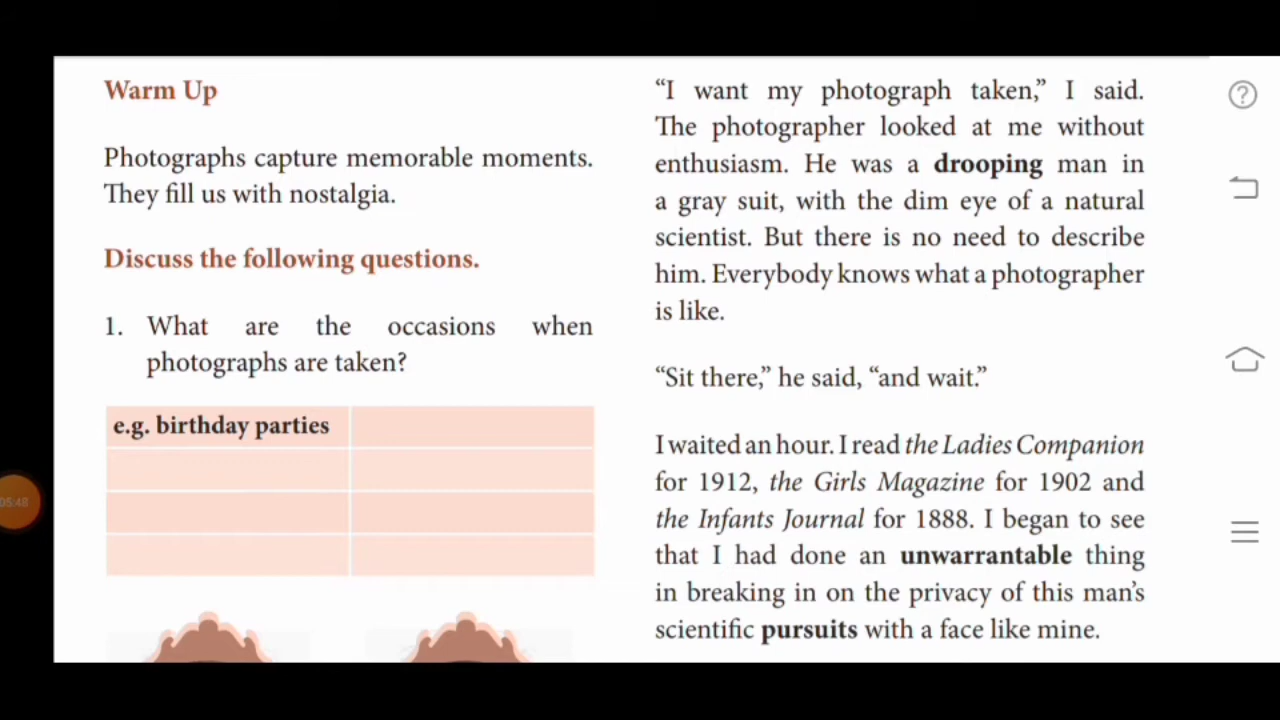 Warm Up
Photographs capture memorable moments.
They fill us with nostalgia.
Discuss the following questions.
1. What are the occasions when
photographs are taken?
e.g. birthday parties
“I want my photograph taken,” I said.
The photographer looked at me without
enthusiasm. He was a drooping man in
a gray suit, with the dim eye of a natural
scientist. But there is no need to describe
him. Everybody knows what a photographer
is like.
“Sit there,” he said, “and wait.”
I waited an hour. I read the Ladies Companion
for 1912, the Girls Magazine for 1902 and
the Infants Journal for 1888. I began to see
that I had done an unwarrantable thing
in breaking in on the privacy of this man’s
scientific pursuits with a face like mine.
05:48